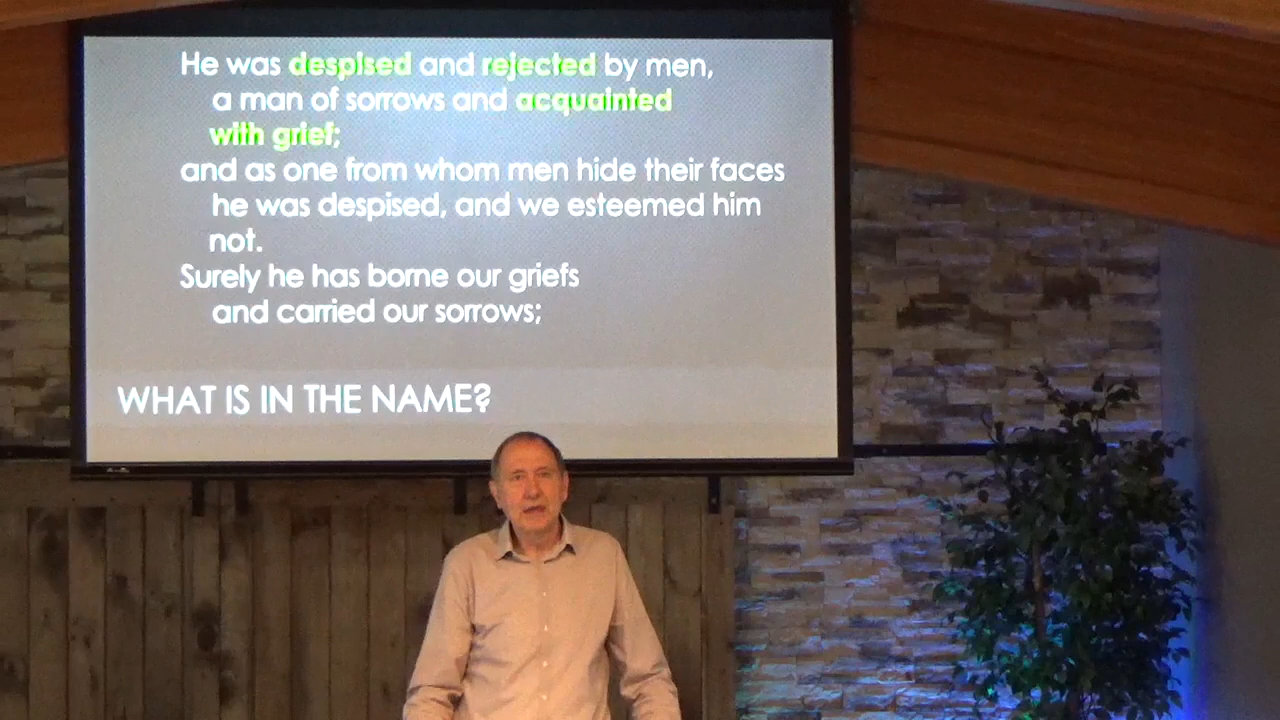 He was despised and rejected by men,
a man of sorrows and acquainted
with grief;
and as one from whom men hide their faces
he was despised, and we esteemed him
not.
Surely he has borne our griefs
and carried our sorrows;
WHAT IS IN THE NAME?